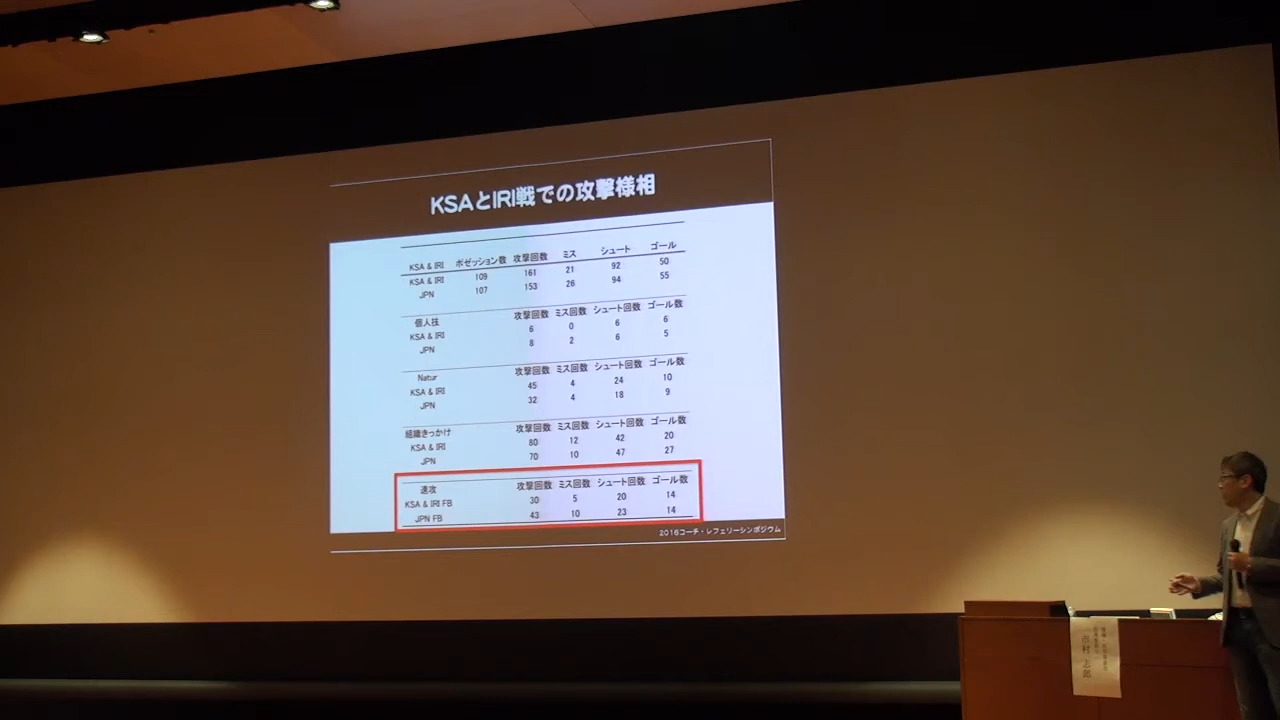 KSAとIRI戦での攻撃様相
KSA & IRI ポゼッション数 攻撃回数 ミス シュート ゴール
KSA & IRI 109 161 21 92 50
JPN 107 153 26 94 55
個人技 攻撃回数 ミス回数 シュート回数 ゴール数
KSA & IRI 6 0 6 6
JPN 8 2 6 5
Natur 攻撃回数 ミス回数 シュート回数 ゴール数
KSA & IRI 45 4 24 10
JPN 32 4 18 9
組織きっかけ 攻撃回数 ミス回数 シュート回数 ゴール数
KSA & IRI 80 12 42 20
JPN 70 10 47 27
速攻 攻撃回数 ミス回数 シュート回数 ゴール数
KSA & IRI FB 30 5 20 14
JPN FB 43 10 23 14
2016コーチ・レフェリーシンポジウム
市村 志郎